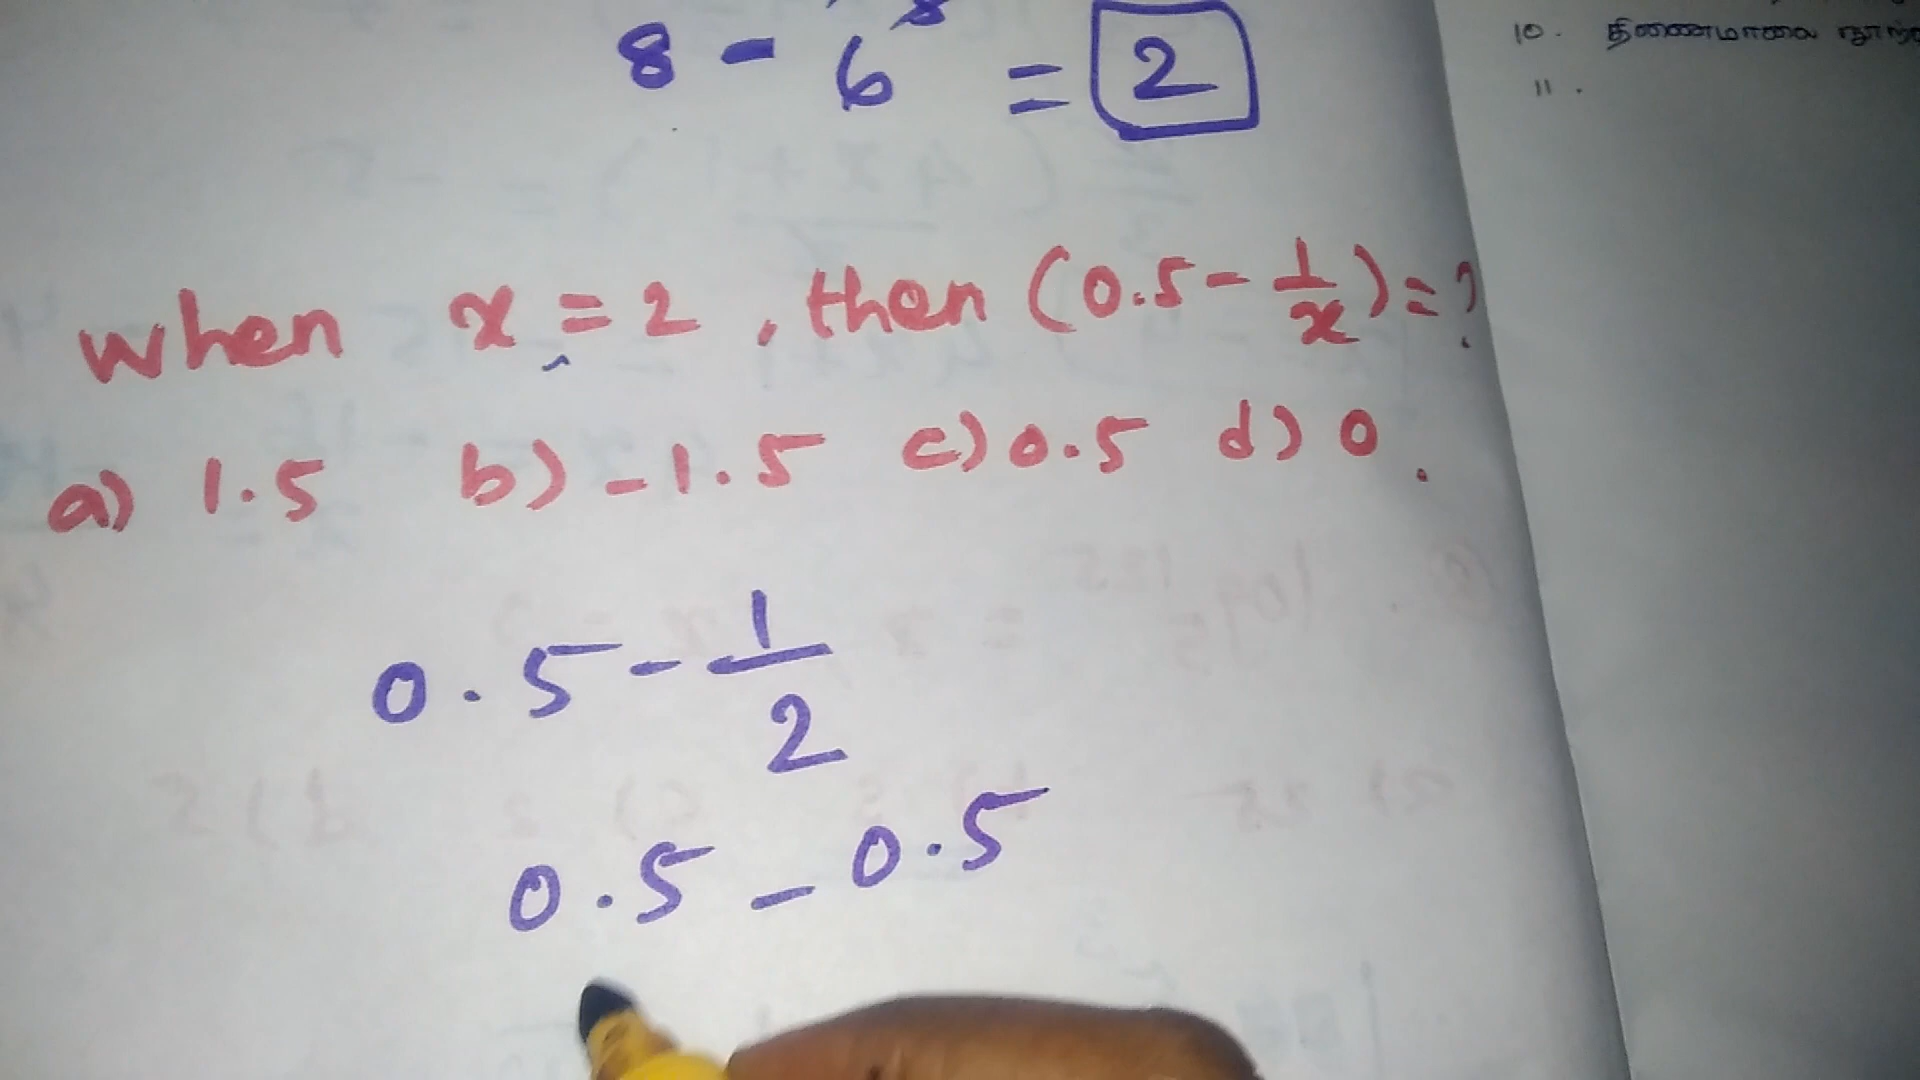 8 - 6 = 2
When x = 2, then (0.5 - 1/x) = ?
a) 1.5 b) -1.5 c) 0.5 d) 0.
0.5 - 1/2
0.5 - 0.5
10. திணைமாலை
11.